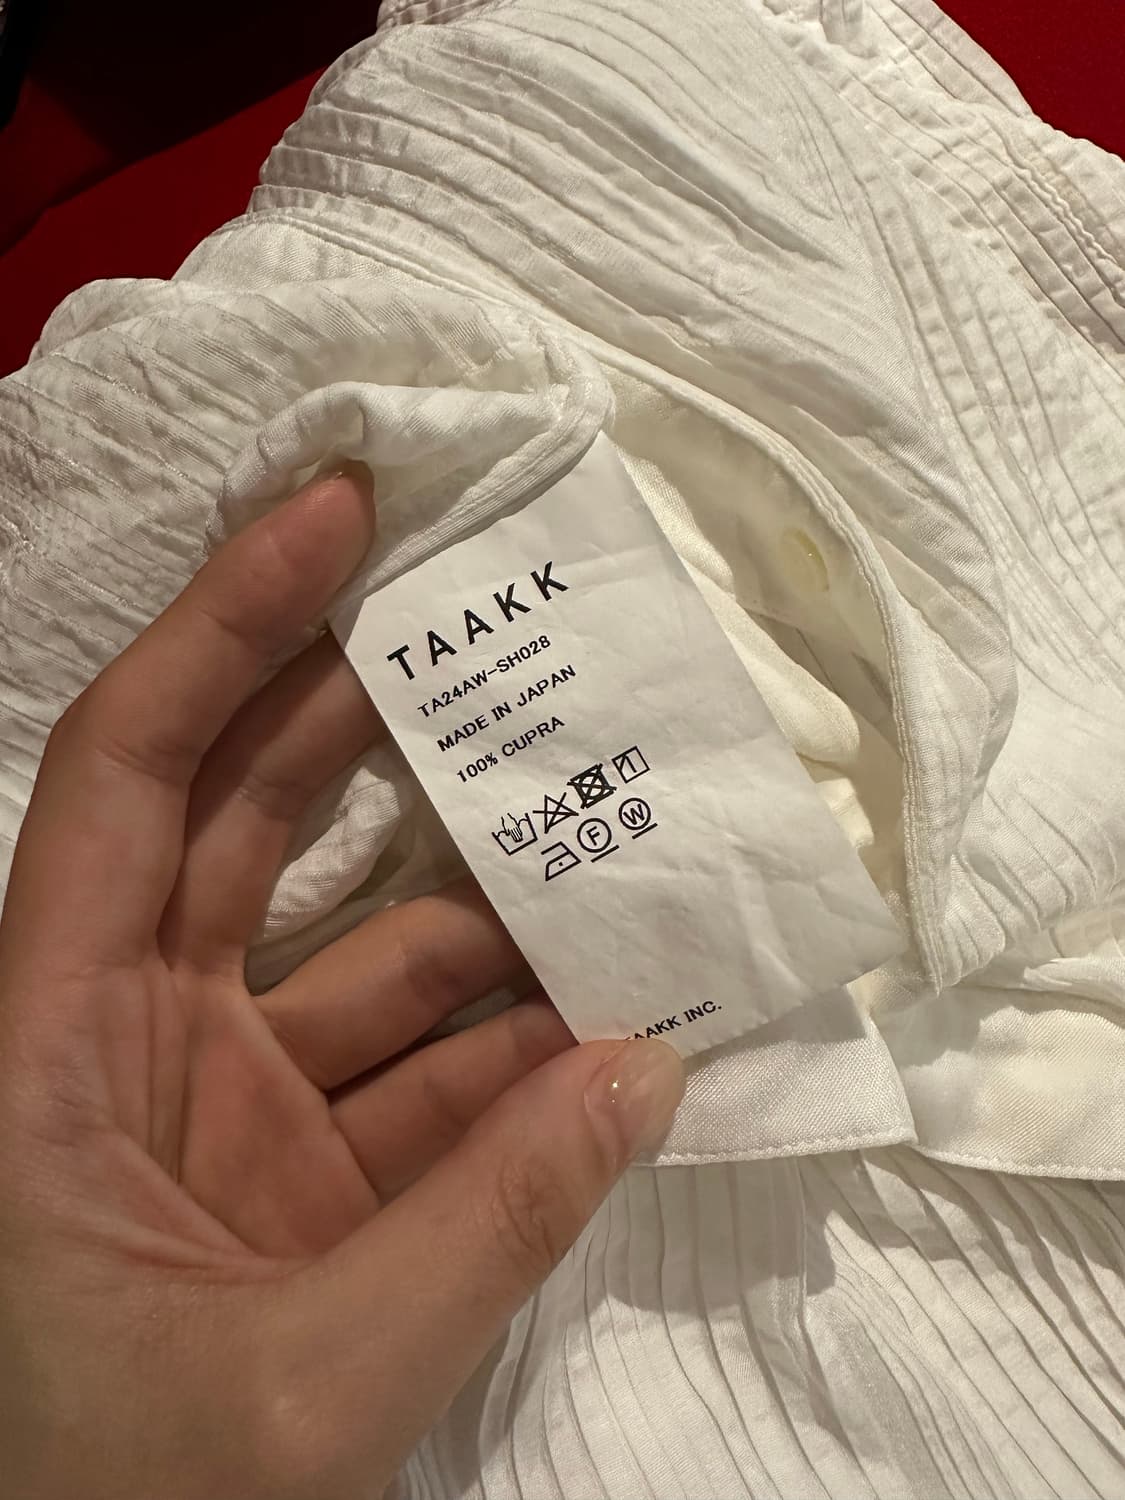 TAAKK
TA24AW-SH028
MADE IN JAPAN
100% CUPRA
F W
TAAKK INC.